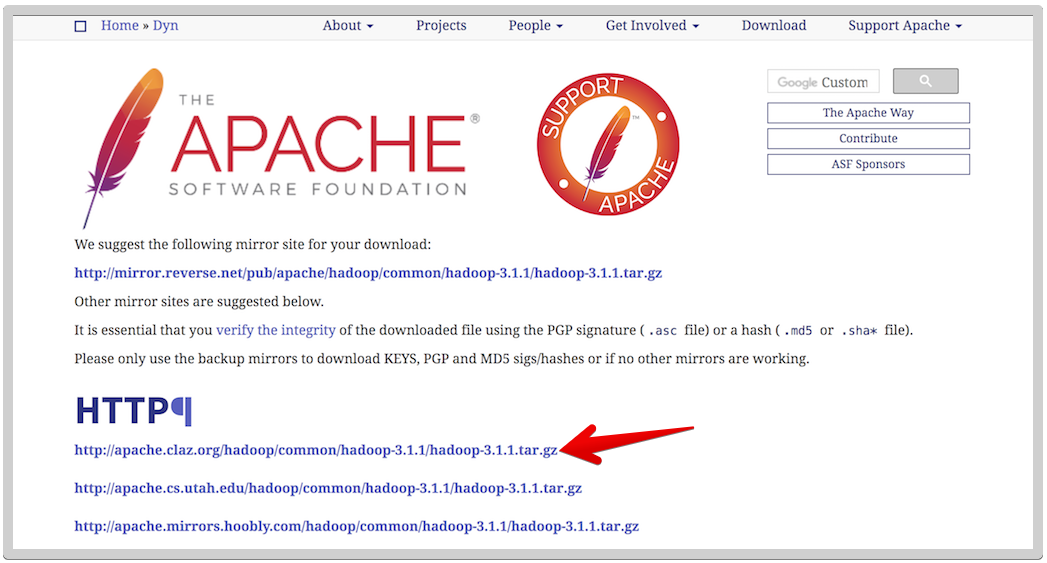 Home » Dyn About Projects People Get Involved Download Support Apache
THE
APACHE®
SOFTWARE FOUNDATION
SUPPORT
APACHE
TM
Google Custom
The Apache Way
Contribute
ASF Sponsors
We suggest the following mirror site for your download:
http://mirror.reverse.net/pub/apache/hadoop/common/hadoop-3.1.1/hadoop-3.1.1.tar.gz
Other mirror sites are suggested below.
It is essential that you verify the integrity of the downloaded file using the PGP signature ( .asc file) or a hash ( .md5 or .sha* file).
Please only use the backup mirrors to download KEYS, PGP and MD5 sigs/hashes or if no other mirrors are working.
HTTP¶
http://apache.claz.org/hadoop/common/hadoop-3.1.1/hadoop-3.1.1.tar.gz
http://apache.cs.utah.edu/hadoop/common/hadoop-3.1.1/hadoop-3.1.1.tar.gz
http://apache.mirrors.hoobly.com/hadoop/common/hadoop-3.1.1/hadoop-3.1.1.tar.gz